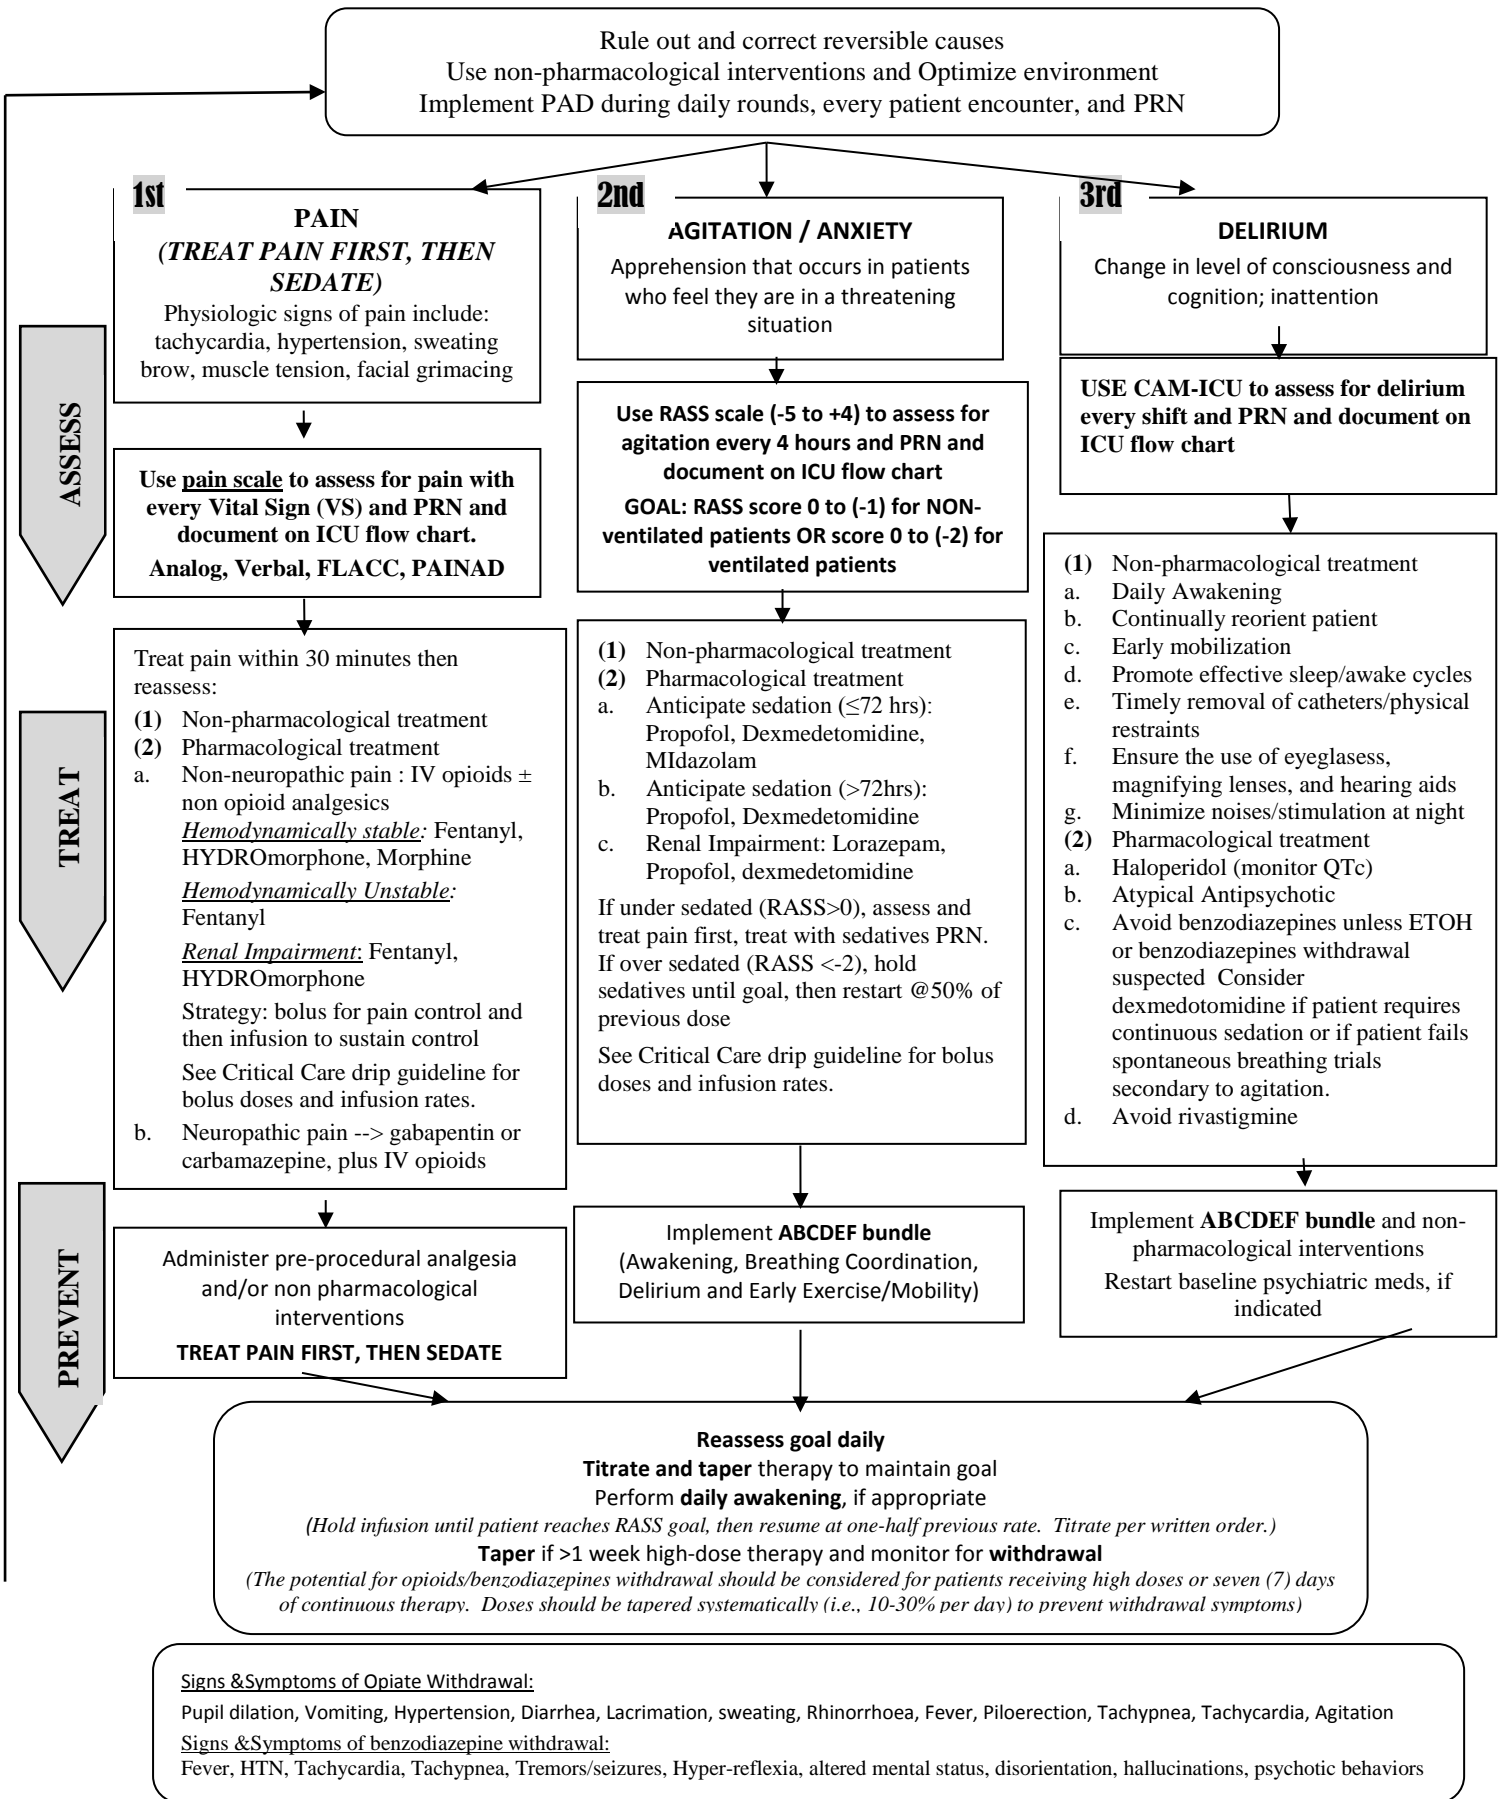 Rule out and correct reversible causes
Use non-pharmacological interventions and Optimize environment
Implement PAD during daily rounds, every patient encounter, and PRN
ASSESS
TREAT
PREVENT
1st
PAIN
(TREAT PAIN FIRST, THEN
SEDATE)
Physiologic signs of pain include:
tachycardia, hypertension, sweating
brow, muscle tension, facial grimacing
Use pain scale to assess for pain with
every Vital Sign (VS) and PRN and
document on ICU flow chart.
Analog, Verbal, FLACC, PAINAD
Treat pain within 30 minutes then
reassess:
(1) Non-pharmacological treatment
(2) Pharmacological treatment
a. Non-neuropathic pain : IV opioids ±
non opioid analgesics
Hemodynamically stable: Fentanyl,
HYDROmorphone, Morphine
Hemodynamically Unstable:
Fentanyl
Renal Impairment: Fentanyl,
HYDROmorphone
Strategy: bolus for pain control and
then infusion to sustain control
See Critical Care drip guideline for
bolus doses and infusion rates.
b. Neuropathic pain --> gabapentin or
carbamazepine, plus IV opioids
Administer pre-procedural analgesia
and/or non pharmacological
interventions
TREAT PAIN FIRST, THEN SEDATE
2nd
AGITATION / ANXIETY
Apprehension that occurs in patients
who feel they are in a threatening
situation
Use RASS scale (-5 to +4) to assess for
agitation every 4 hours and PRN and
document on ICU flow chart
GOAL: RASS score 0 to (-1) for NON-
ventilated patients OR score 0 to (-2) for
ventilated patients
(1) Non-pharmacological treatment
(2) Pharmacological treatment
a. Anticipate sedation (≤72 hrs):
Propofol, Dexmedetomidine,
MIdazolam
b. Anticipate sedation (>72hrs):
Propofol, Dexmedetomidine
c. Renal Impairment: Lorazepam,
Propofol, dexmedetomidine
If under sedated (RASS>0), assess and
treat pain first, treat with sedatives PRN.
If over sedated (RASS <-2), hold
sedatives until goal, then restart @50% of
previous dose
See Critical Care drip guideline for bolus
doses and infusion rates.
Implement ABCDEF bundle
(Awakening, Breathing Coordination,
Delirium and Early Exercise/Mobility)
3rd
DELIRIUM
Change in level of consciousness and
cognition; inattention
USE CAM-ICU to assess for delirium
every shift and PRN and document on
ICU flow chart
(1) Non-pharmacological treatment
a. Daily Awakening
b. Continually reorient patient
c. Early mobilization
d. Promote effective sleep/awake cycles
e. Timely removal of catheters/physical
restraints
f. Ensure the use of eyeglasess,
magnifying lenses, and hearing aids
g. Minimize noises/stimulation at night
(2) Pharmacological treatment
a. Haloperidol (monitor QTc)
b. Atypical Antipsychotic
c. Avoid benzodiazepines unless ETOH
or benzodiazepines withdrawal
suspected Consider
dexmedotomidine if patient requires
continuous sedation or if patient fails
spontaneous breathing trials
secondary to agitation.
d. Avoid rivastigmine
Implement ABCDEF bundle and non-
pharmacological interventions
Restart baseline psychiatric meds, if
indicated
Reassess goal daily
Titrate and taper therapy to maintain goal
Perform daily awakening, if appropriate
(Hold infusion until patient reaches RASS goal, then resume at one-half previous rate. Titrate per written order.)
Taper if >1 week high-dose therapy and monitor for withdrawal
(The potential for opioids/benzodiazepines withdrawal should be considered for patients receiving high doses or seven (7) days
of continuous therapy. Doses should be tapered systematically (i.e., 10-30% per day) to prevent withdrawal symptoms)
Signs &Symptoms of Opiate Withdrawal:
Pupil dilation, Vomiting, Hypertension, Diarrhea, Lacrimation, sweating, Rhinorrhoea, Fever, Piloerection, Tachypnea, Tachycardia, Agitation
Signs &Symptoms of benzodiazepine withdrawal:
Fever, HTN, Tachycardia, Tachypnea, Tremors/seizures, Hyper-reflexia, altered mental status, disorientation, hallucinations, psychotic behaviors